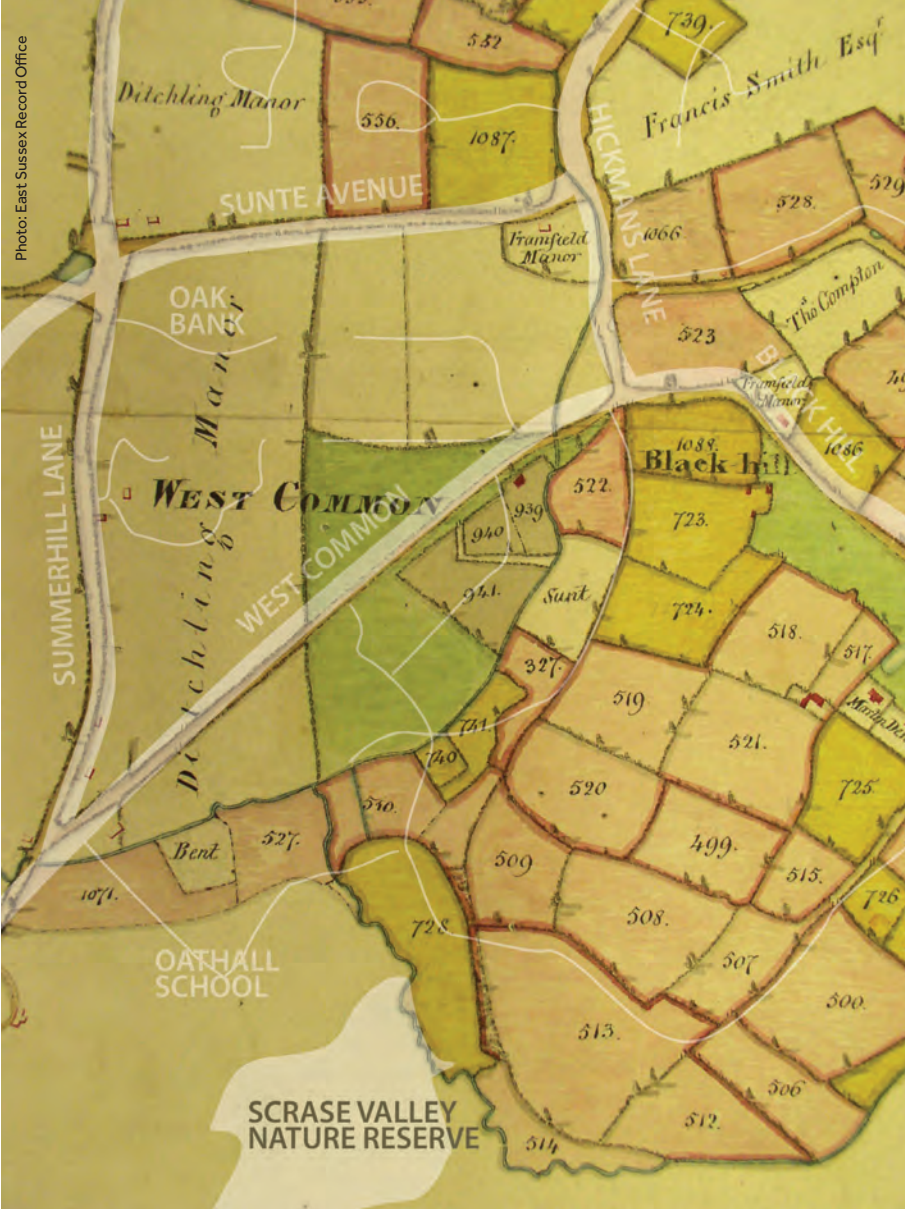 Photo: East Sussex Record Office
552
739.
Ditchling Manor
556.
1087.
Francis Smith Esqr
HICKMANS LANE
SUNTE AVENUE
528.
529
1066
Framfield
Manor
OAK
BANK
Ths Compton
523
BLACK HILL
Framfield
Manor
1088.
1086
Black hill
SUMMERHILL LANE
WEST COMMON
Ditchling Manor
WEST COMMON
522.
939
940
941.
723.
Sunt
724.
518.
517.
327.
519
521.
741.
740
520
725.
510.
Bent
527.
499.
509
515.
1071.
726
728
508.
507
500.
OATHALL
SCHOOL
513.
506
SCRASE VALLEY
NATURE RESERVE
512.
514